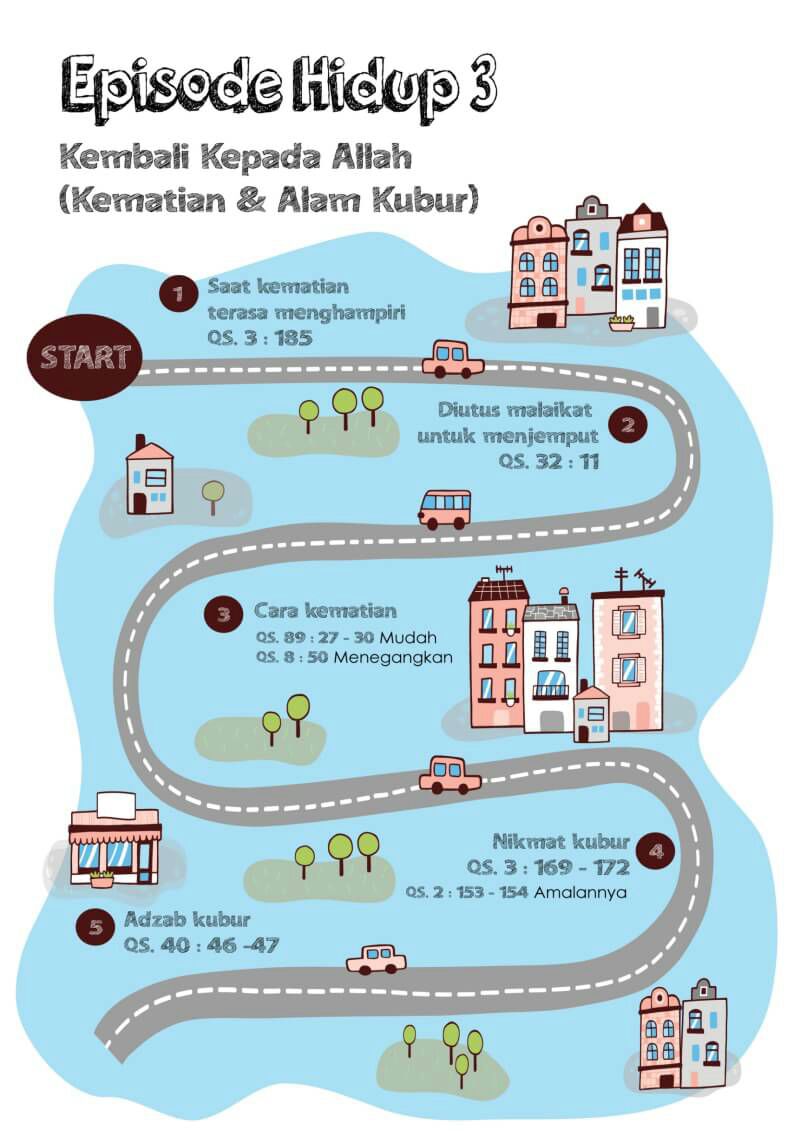 Episode Hidup 3
Kembali Kepada Allah
(Kematian & Alam Kubur)
1
Saat kematian
terasa menghampiri
QS. 3 : 185
START
Diutus malaikat
untuk menjemput
QS. 32 : 11
2
3
Cara kematian
QS. 89 : 27 - 30 Mudah
QS. 8 : 50 Menegangkan
Nikmat kubur
QS. 3 : 169 - 172
QS. 2 : 153 - 154 Amalannya
4
5
Adzab kubur
QS. 40 : 46 -47